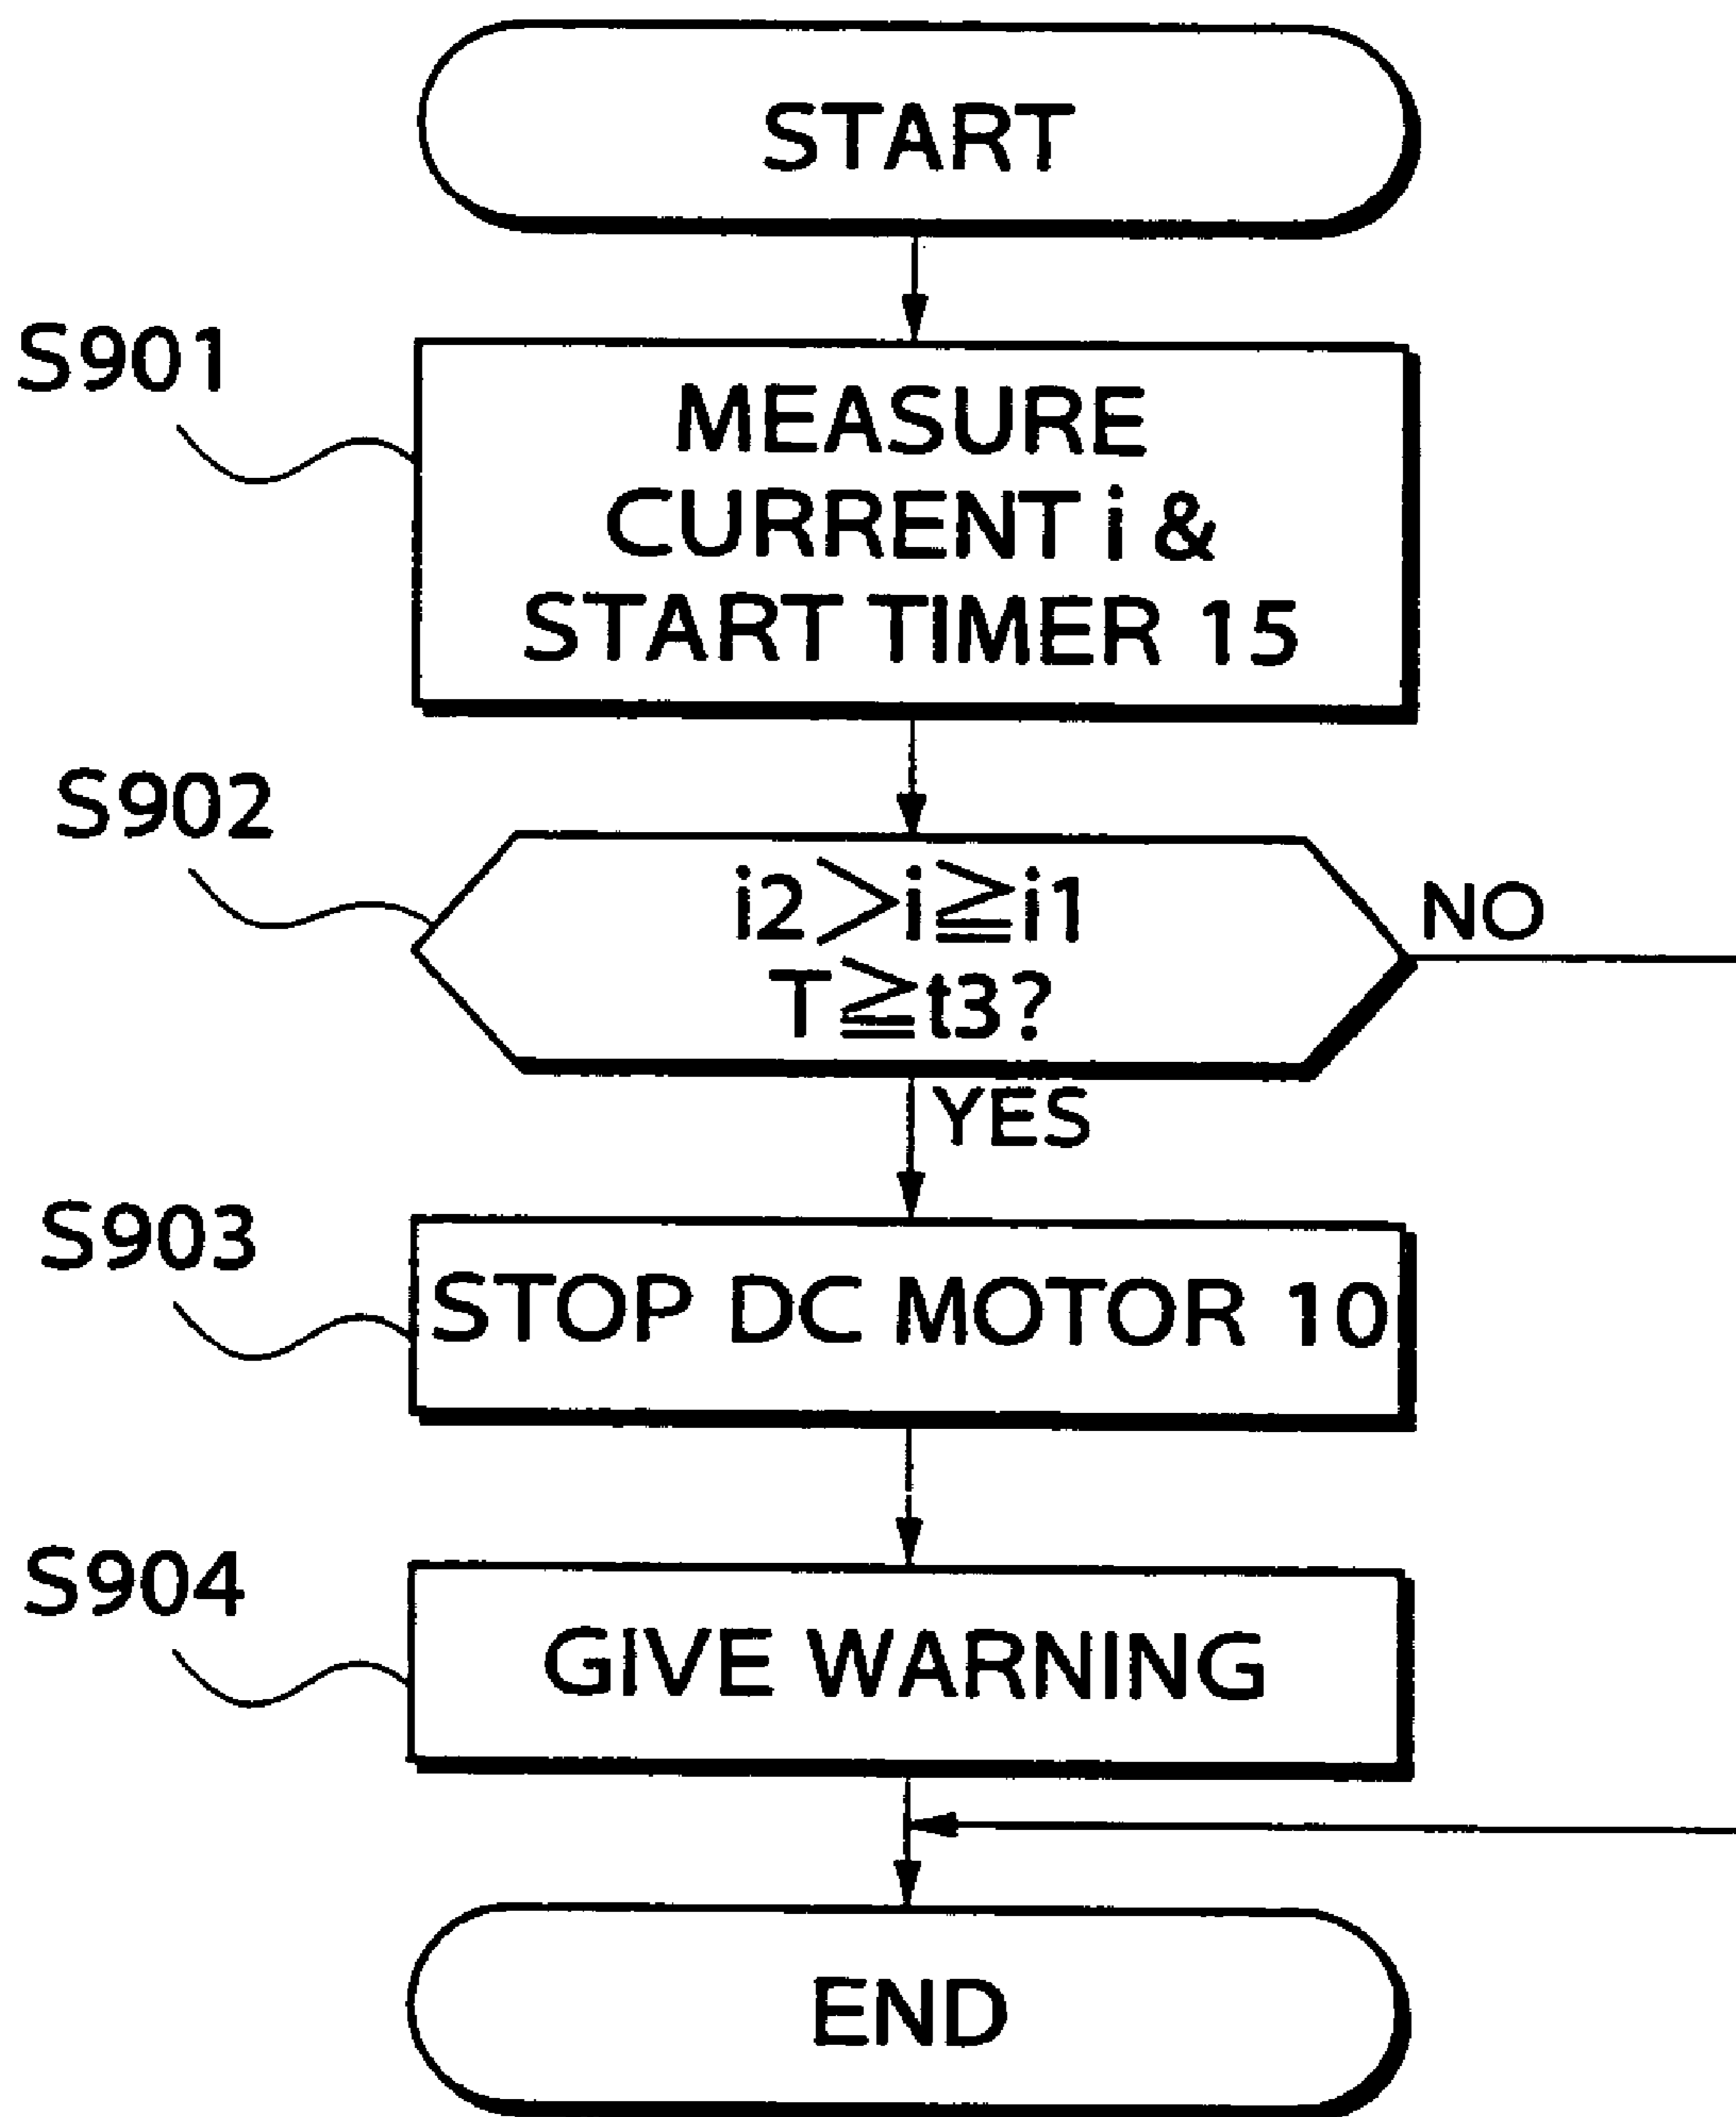 START
S901
MEASURE
CURRENT i &
START TIMER 15
S902
i2>i≧i1
T≧t3?
NO
YES
S903
STOP DC MOTOR 10
S904
GIVE WARNING
END